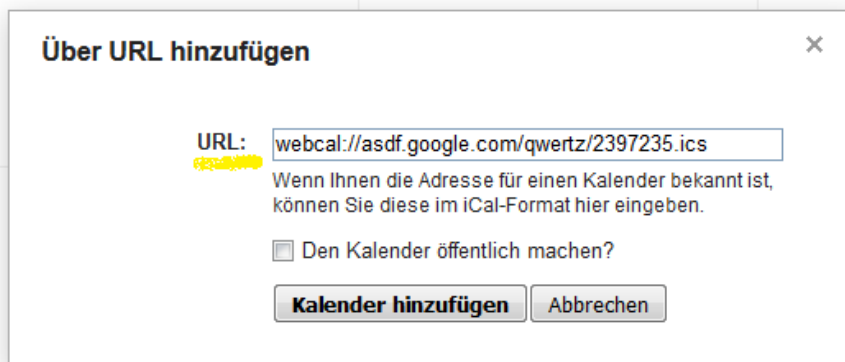 Über URL hinzufügen
×
URL: webcal://asdf.google.com/qwertz/2397235.ics
Wenn Ihnen die Adresse für einen Kalender bekannt ist,
können Sie diese im iCal-Format hier eingeben.
Den Kalender öffentlich machen?
Kalender hinzufügen Abbrechen